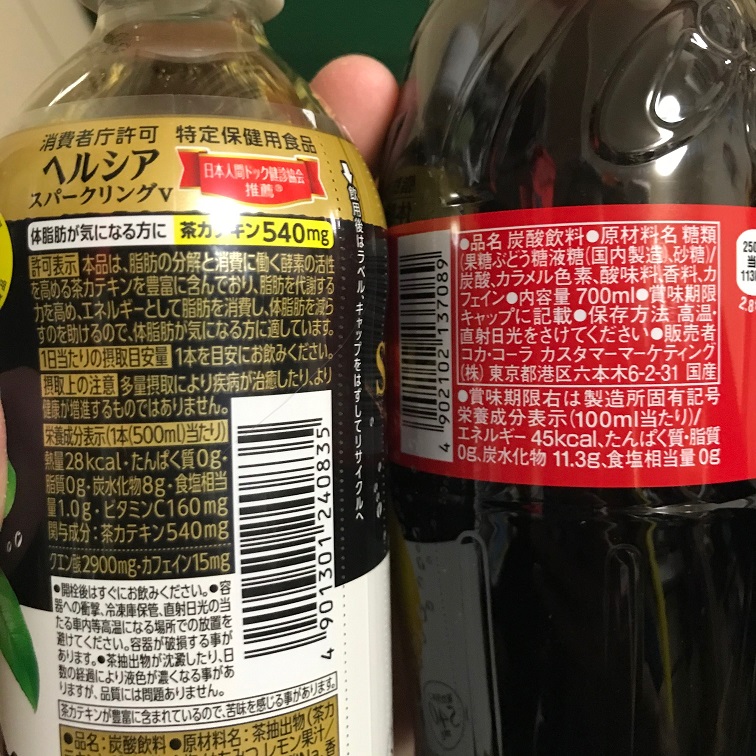 消費者庁許可 特定保健用食品
ヘルシア
スパークリングV
日本人間ドック健診協会
推薦®
体脂肪が気になる方に 茶カテキン540mg
許可表示 本品は、脂肪の分解と消費に働く酵素の活性
を高める茶カテキンを豊富に含んでおり、脂肪を代謝する
力を高め、エネルギーとして脂肪を消費し、体脂肪を減ら
すのを助けるので、体脂肪が気になる方に適しています。
1日当たりの摂取目安量 1本を目安にお飲みください。
摂取上の注意 多量摂取により疾病が治癒したり、より
健康が増進するものではありません。
栄養成分表示(1本(500ml)当たり)
熱量28kcal・たんぱく質0g・
脂質0g・炭水化物8g・食塩相当
量1.0g・ビタミンC160mg
関与成分:茶カテキン540mg
クエン酸2900mg・カフェイン15mg
●開栓後はすぐにお飲みください。●容
器への衝撃、冷凍庫保管、直射日光の当
たる車内等高温になる場所での放置を
避けてください。容器が破損する事が
あります。●茶抽出物が沈澱したり、日
数の経過により液色が濃くなる事があ
りますが、品質には問題ありません。
茶カテキンが豊富に含まれているので、苦味を感じる事があります。
●品名:炭酸飲料●原材料名:茶抽出物(茶カ
レモン果汁/
4 901301 240835
飲用後はラベル、キャップをはずしてリサイクルへ
●品名 炭酸飲料●原材料名 糖類
(果糖ぶどう糖液糖(国内製造)、砂糖)/
炭酸、カラメル色素、酸味料、香料、カ
フェイン●内容量 700ml●賞味期限
キャップに記載●保存方法 高温・
直射日光をさけてください●販売者
コカ・コーラ カスタマーマーケティング
(株) 東京都港区六本木6-2-31 国産
●賞味期限右は製造所固有記号
栄養成分表示(100ml当たり)/
エネルギー 45kcal、たんぱく質・脂質
0g、炭水化物 11.3g、食塩相当量0g
4 902102 137089
250
当
113
2.8